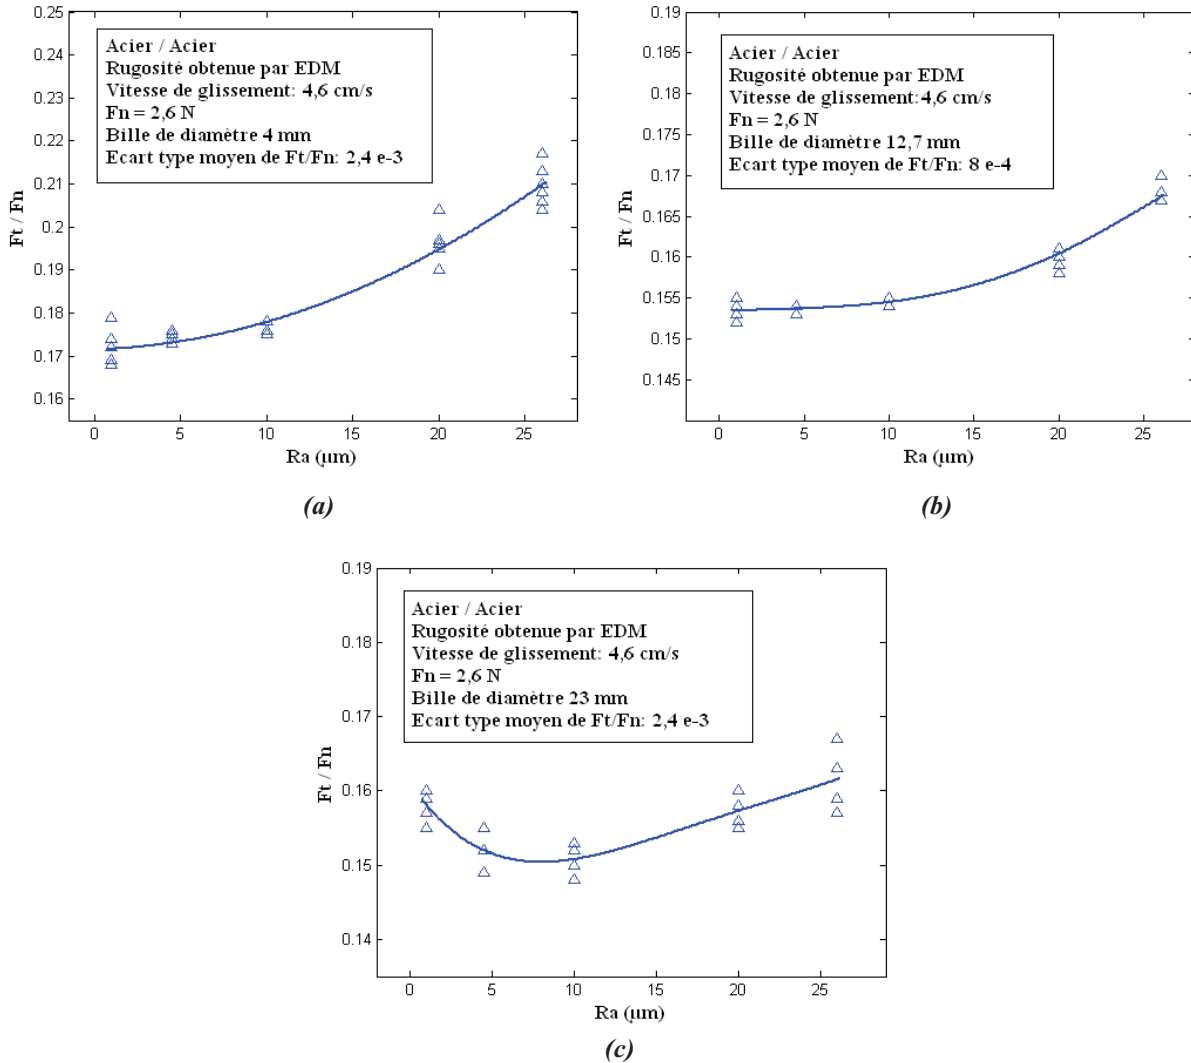 0.25
0.24
0.23
0.22
0.21
0.2
0.19
0.18
0.17
0.16
Ft / Fn
Acier / Acier
Rugosité obtenue par EDM
Vitesse de glissement: 4,6 cm/s
Fn = 2,6 N
Bille de diamètre 4 mm
Ecart type moyen de Ft/Fn: 2,4 e-3
0 5 10 15 20 25
Ra (µm)
(a)
0.19
0.185
0.18
0.175
0.17
0.165
0.16
0.155
0.15
0.145
Ft / Fn
Acier / Acier
Rugosité obtenue par EDM
Vitesse de glissement: 4,6 cm/s
Fn = 2,6 N
Bille de diamètre 12,7 mm
Ecart type moyen de Ft/Fn: 8 e-4
0 5 10 15 20 25
Ra (µm)
(b)
0.19
0.18
0.17
0.16
0.15
0.14
Ft / Fn
Acier / Acier
Rugosité obtenue par EDM
Vitesse de glissement: 4,6 cm/s
Fn = 2,6 N
Bille de diamètre 23 mm
Ecart type moyen de Ft/Fn: 2,4 e-3
0 5 10 15 20 25
Ra (µm)
(c)